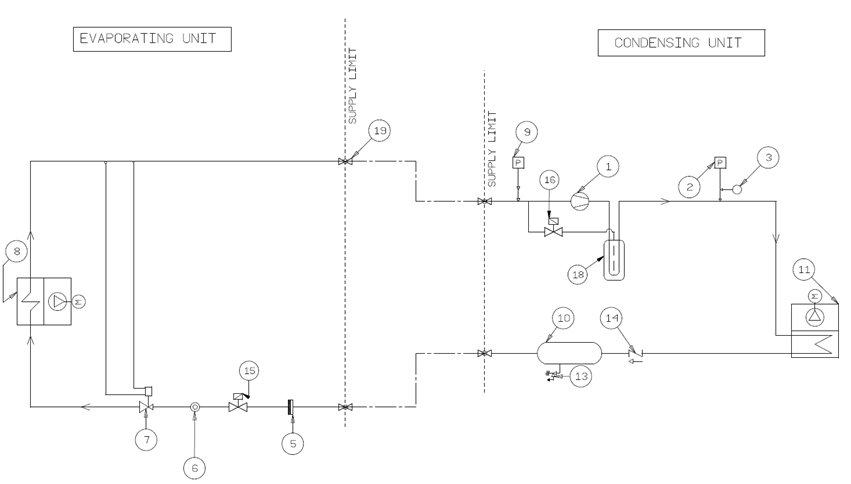 EVAPORATING UNIT
CONDENSING UNIT
SUPPLY LIMIT
SUPPLY LIMIT
19
9
P
1
P
2
3
16
18
8
M
11
M
10
14
13
15
7
6
5